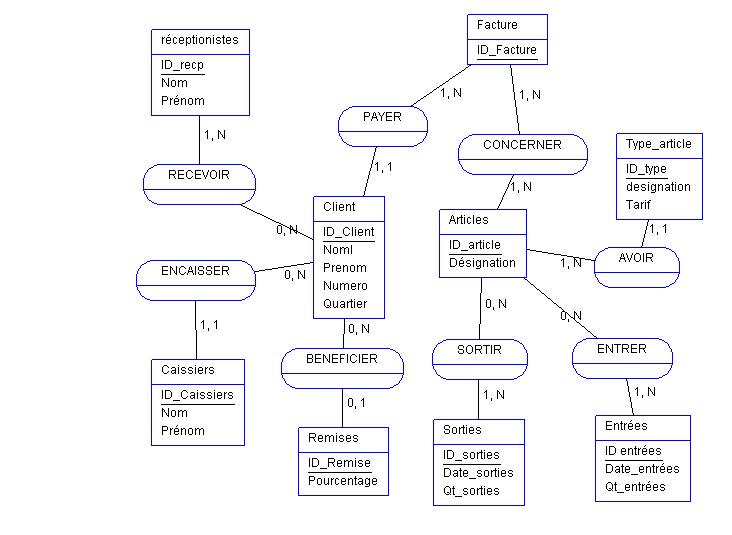 Facture
ID_Facture
réceptionistes
ID_recp
Nom
Prénom
1, N
1, N
PAYER
1, N
RECEVOIR
1, 1
CONCERNER
1, N
Type_article
ID_type
designation
Tarif
1, 1
0, N
Client
ID_Client
Noml
Prenom
Numero
Quartier
Articles
ID_article
Désignation
1, N
AVOIR
ENCAISSER
0, N
1, 1
0, N
BENEFICIER
0, 1
0, N
SORTIR
1, N
0, N
ENTRER
1, N
Caissiers
ID_Caissiers
Nom
Prénom
Remises
ID_Remise
Pourcentage
Sorties
ID_sorties
Date_sorties
Qt_sorties
Entrées
ID entrées
Date_entrées
Qt_entrées